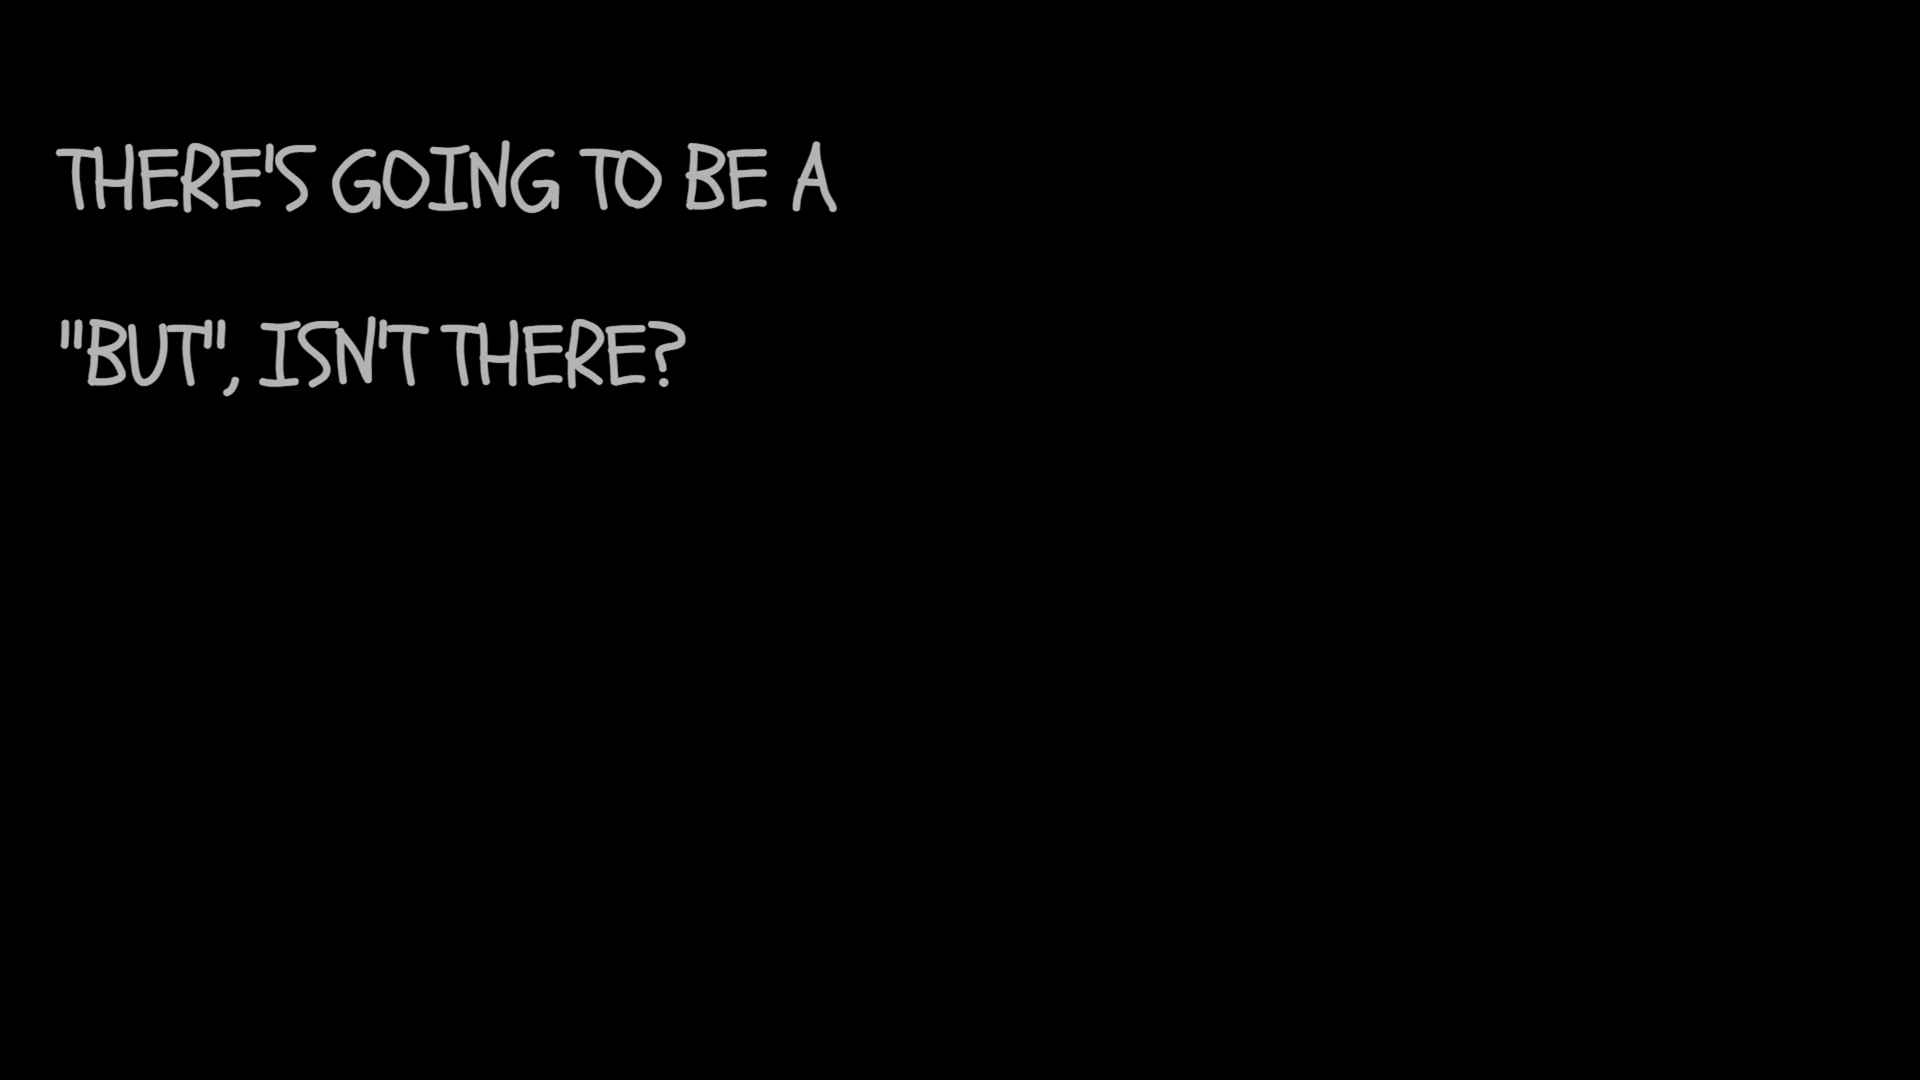 THERE'S GOING TO BE A
"BUT", ISN'T THERE?